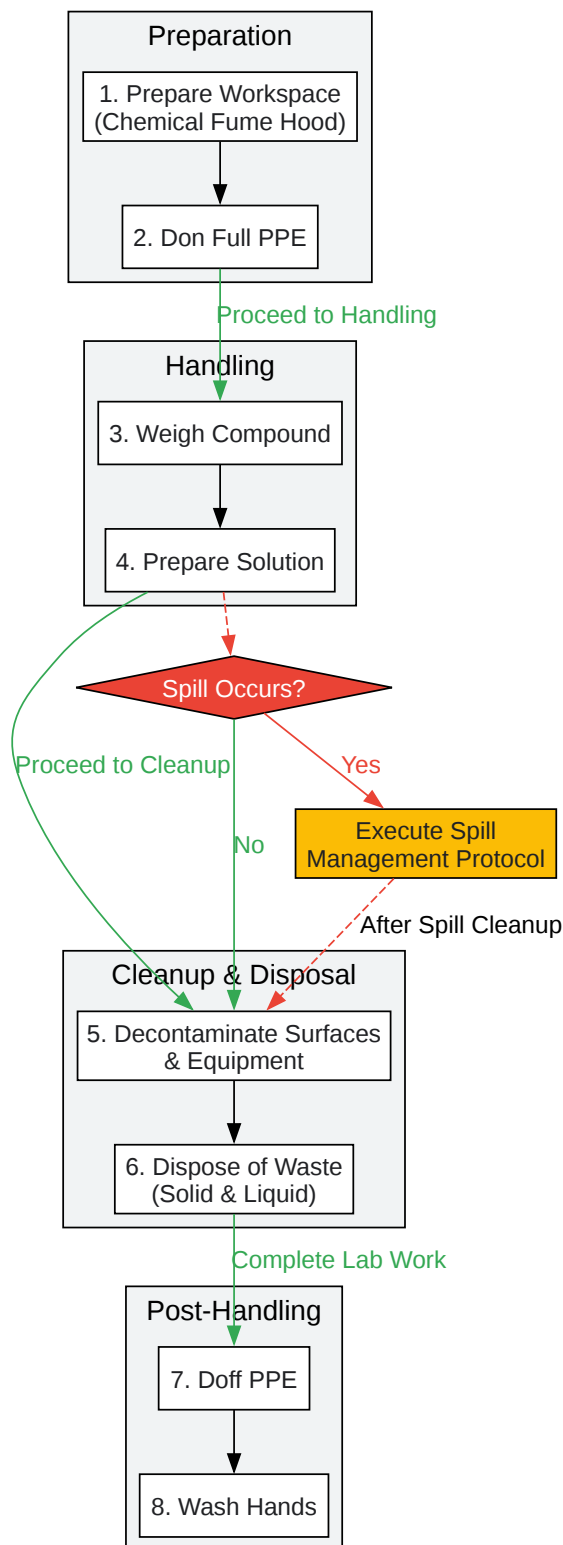 Preparation
1. Prepare Workspace
(Chemical Fume Hood)
2. Don Full PPE
Proceed to Handling
Handling
3. Weigh Compound
4. Prepare Solution
Spill Occurs?
Proceed to Cleanup
Yes
No
Execute Spill
Management Protocol
After Spill Cleanup
Cleanup & Disposal
5. Decontaminate Surfaces
& Equipment
6. Dispose of Waste
(Solid & Liquid)
Complete Lab Work
Post-Handling
7. Doff PPE
8. Wash Hands